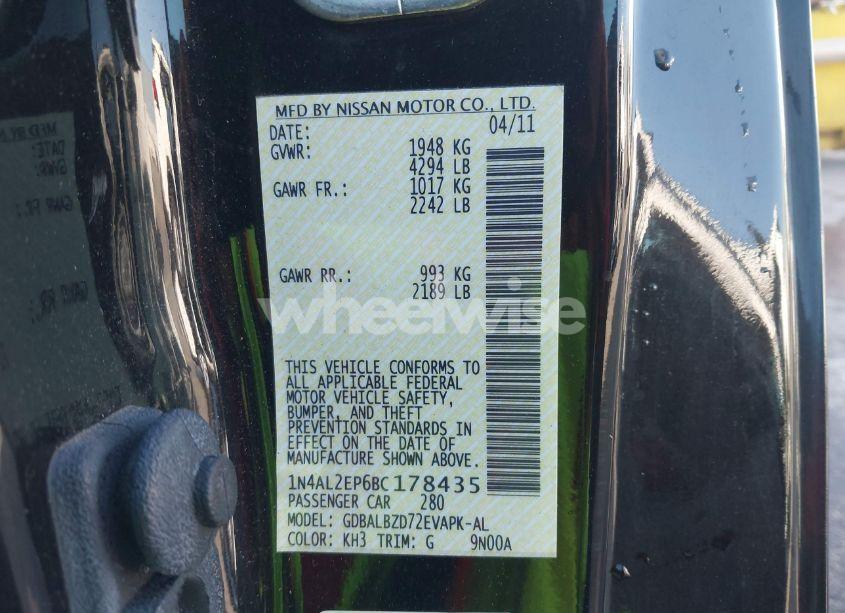 MFD BY NISSAN MOTOR CO., LTD.
DATE: 04/11
GVWR: 1948 KG
4294 LB
GAWR FR.: 1017 KG
2242 LB
GAWR RR.: 993 KG
2189 LB
wheelwise
THIS VEHICLE CONFORMS TO
ALL APPLICABLE FEDERAL
MOTOR VEHICLE SAFETY,
BUMPER, AND THEFT
PREVENTION STANDARDS IN
EFFECT ON THE DATE OF
MANUFACTURE SHOWN ABOVE.
1N4AL2EP6BC178435
PASSENGER CAR 280
MODEL: GDBALBZD72EVAPK-AL
COLOR: KH3 TRIM: G 9N00A